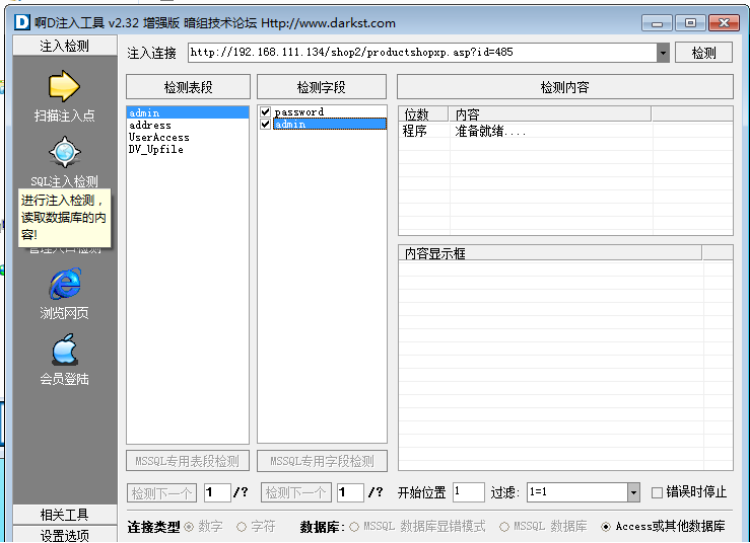 啊D注入工具 v2.32 增强版 暗组技术论坛 Http://www.darkst.com
注入检测
注入连接 http://192.168.111.134/shop2/productshopxp.asp?id=485 检测
扫描注入点
SQL注入检测
进行注入检测，
读取数据库的内
容!
管理入口检测
浏览网页
会员登陆
相关工具
设置选项
检测表段 检测字段 检测内容
admin
address
UserAccess
DV_Upfile
password
admin
位数 内容
程序 准备就绪....
内容显示框
MSSQL专用表段检测 MSSQL专用字段检测
检测下一个 1 /? 检测下一个 1 /? 开始位置 1 过滤: 1=1 错误时停止
连接类型 数字 字符 数据库: MSSQL 数据库显错模式 MSSQL 数据库 Access或其他数据库